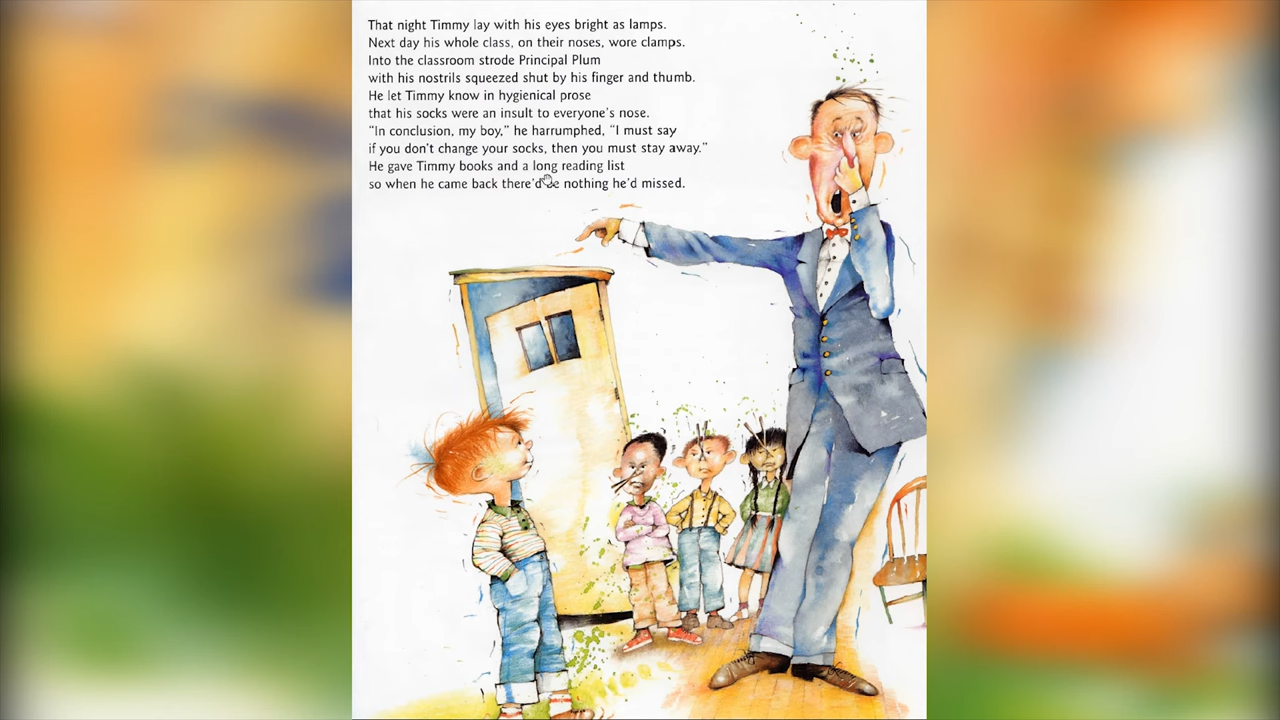 That night Timmy lay with his eyes bright as lamps.
Next day his whole class, on their noses, wore clamps.
Into the classroom strode Principal Plum
with his nostrils squeezed shut by his finger and thumb.
He let Timmy know in hygienical prose
that his socks were an insult to everyone's nose.
"In conclusion, my boy," he harrumphed, "I must say
if you don't change your socks, then you must stay away."
He gave Timmy books and a long reading list
so when he came back there'd be nothing he'd missed.